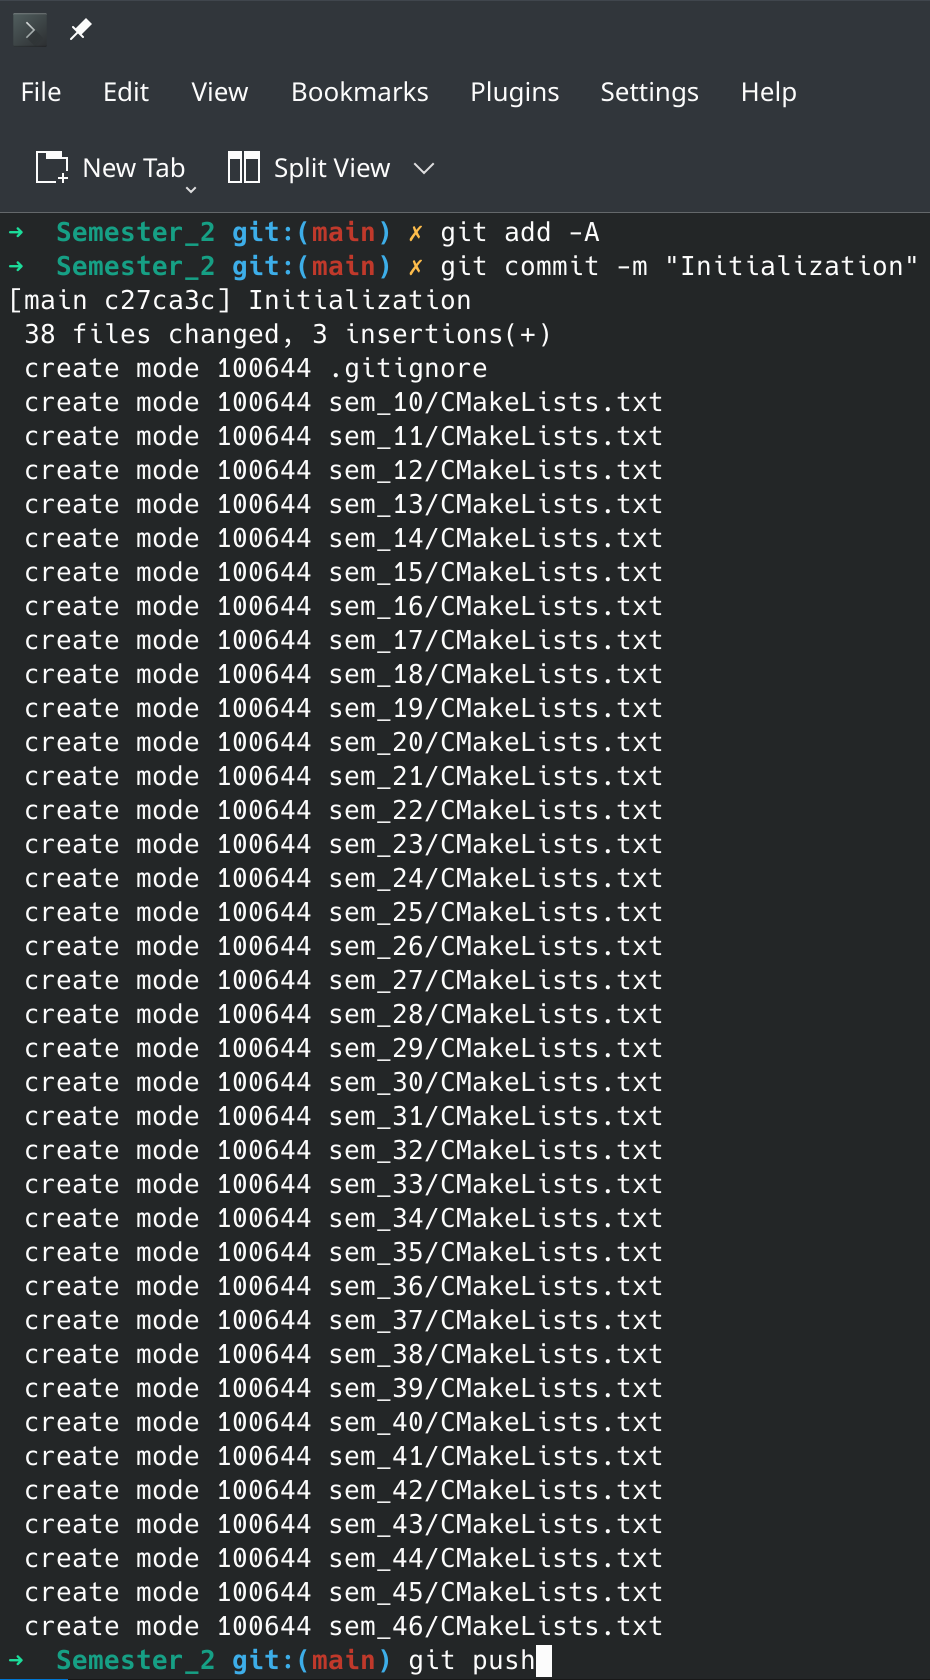 File Edit View Bookmarks Plugins Settings Help
New Tab Split View
➜ Semester_2 git:(main) ✗ git add -A
➜ Semester_2 git:(main) ✗ git commit -m "Initialization"
[main c27ca3c] Initialization
38 files changed, 3 insertions(+)
create mode 100644 .gitignore
create mode 100644 sem_10/CMakeLists.txt
create mode 100644 sem_11/CMakeLists.txt
create mode 100644 sem_12/CMakeLists.txt
create mode 100644 sem_13/CMakeLists.txt
create mode 100644 sem_14/CMakeLists.txt
create mode 100644 sem_15/CMakeLists.txt
create mode 100644 sem_16/CMakeLists.txt
create mode 100644 sem_17/CMakeLists.txt
create mode 100644 sem_18/CMakeLists.txt
create mode 100644 sem_19/CMakeLists.txt
create mode 100644 sem_20/CMakeLists.txt
create mode 100644 sem_21/CMakeLists.txt
create mode 100644 sem_22/CMakeLists.txt
create mode 100644 sem_23/CMakeLists.txt
create mode 100644 sem_24/CMakeLists.txt
create mode 100644 sem_25/CMakeLists.txt
create mode 100644 sem_26/CMakeLists.txt
create mode 100644 sem_27/CMakeLists.txt
create mode 100644 sem_28/CMakeLists.txt
create mode 100644 sem_29/CMakeLists.txt
create mode 100644 sem_30/CMakeLists.txt
create mode 100644 sem_31/CMakeLists.txt
create mode 100644 sem_32/CMakeLists.txt
create mode 100644 sem_33/CMakeLists.txt
create mode 100644 sem_34/CMakeLists.txt
create mode 100644 sem_35/CMakeLists.txt
create mode 100644 sem_36/CMakeLists.txt
create mode 100644 sem_37/CMakeLists.txt
create mode 100644 sem_38/CMakeLists.txt
create mode 100644 sem_39/CMakeLists.txt
create mode 100644 sem_40/CMakeLists.txt
create mode 100644 sem_41/CMakeLists.txt
create mode 100644 sem_42/CMakeLists.txt
create mode 100644 sem_43/CMakeLists.txt
create mode 100644 sem_44/CMakeLists.txt
create mode 100644 sem_45/CMakeLists.txt
create mode 100644 sem_46/CMakeLists.txt
➜ Semester_2 git:(main) git push